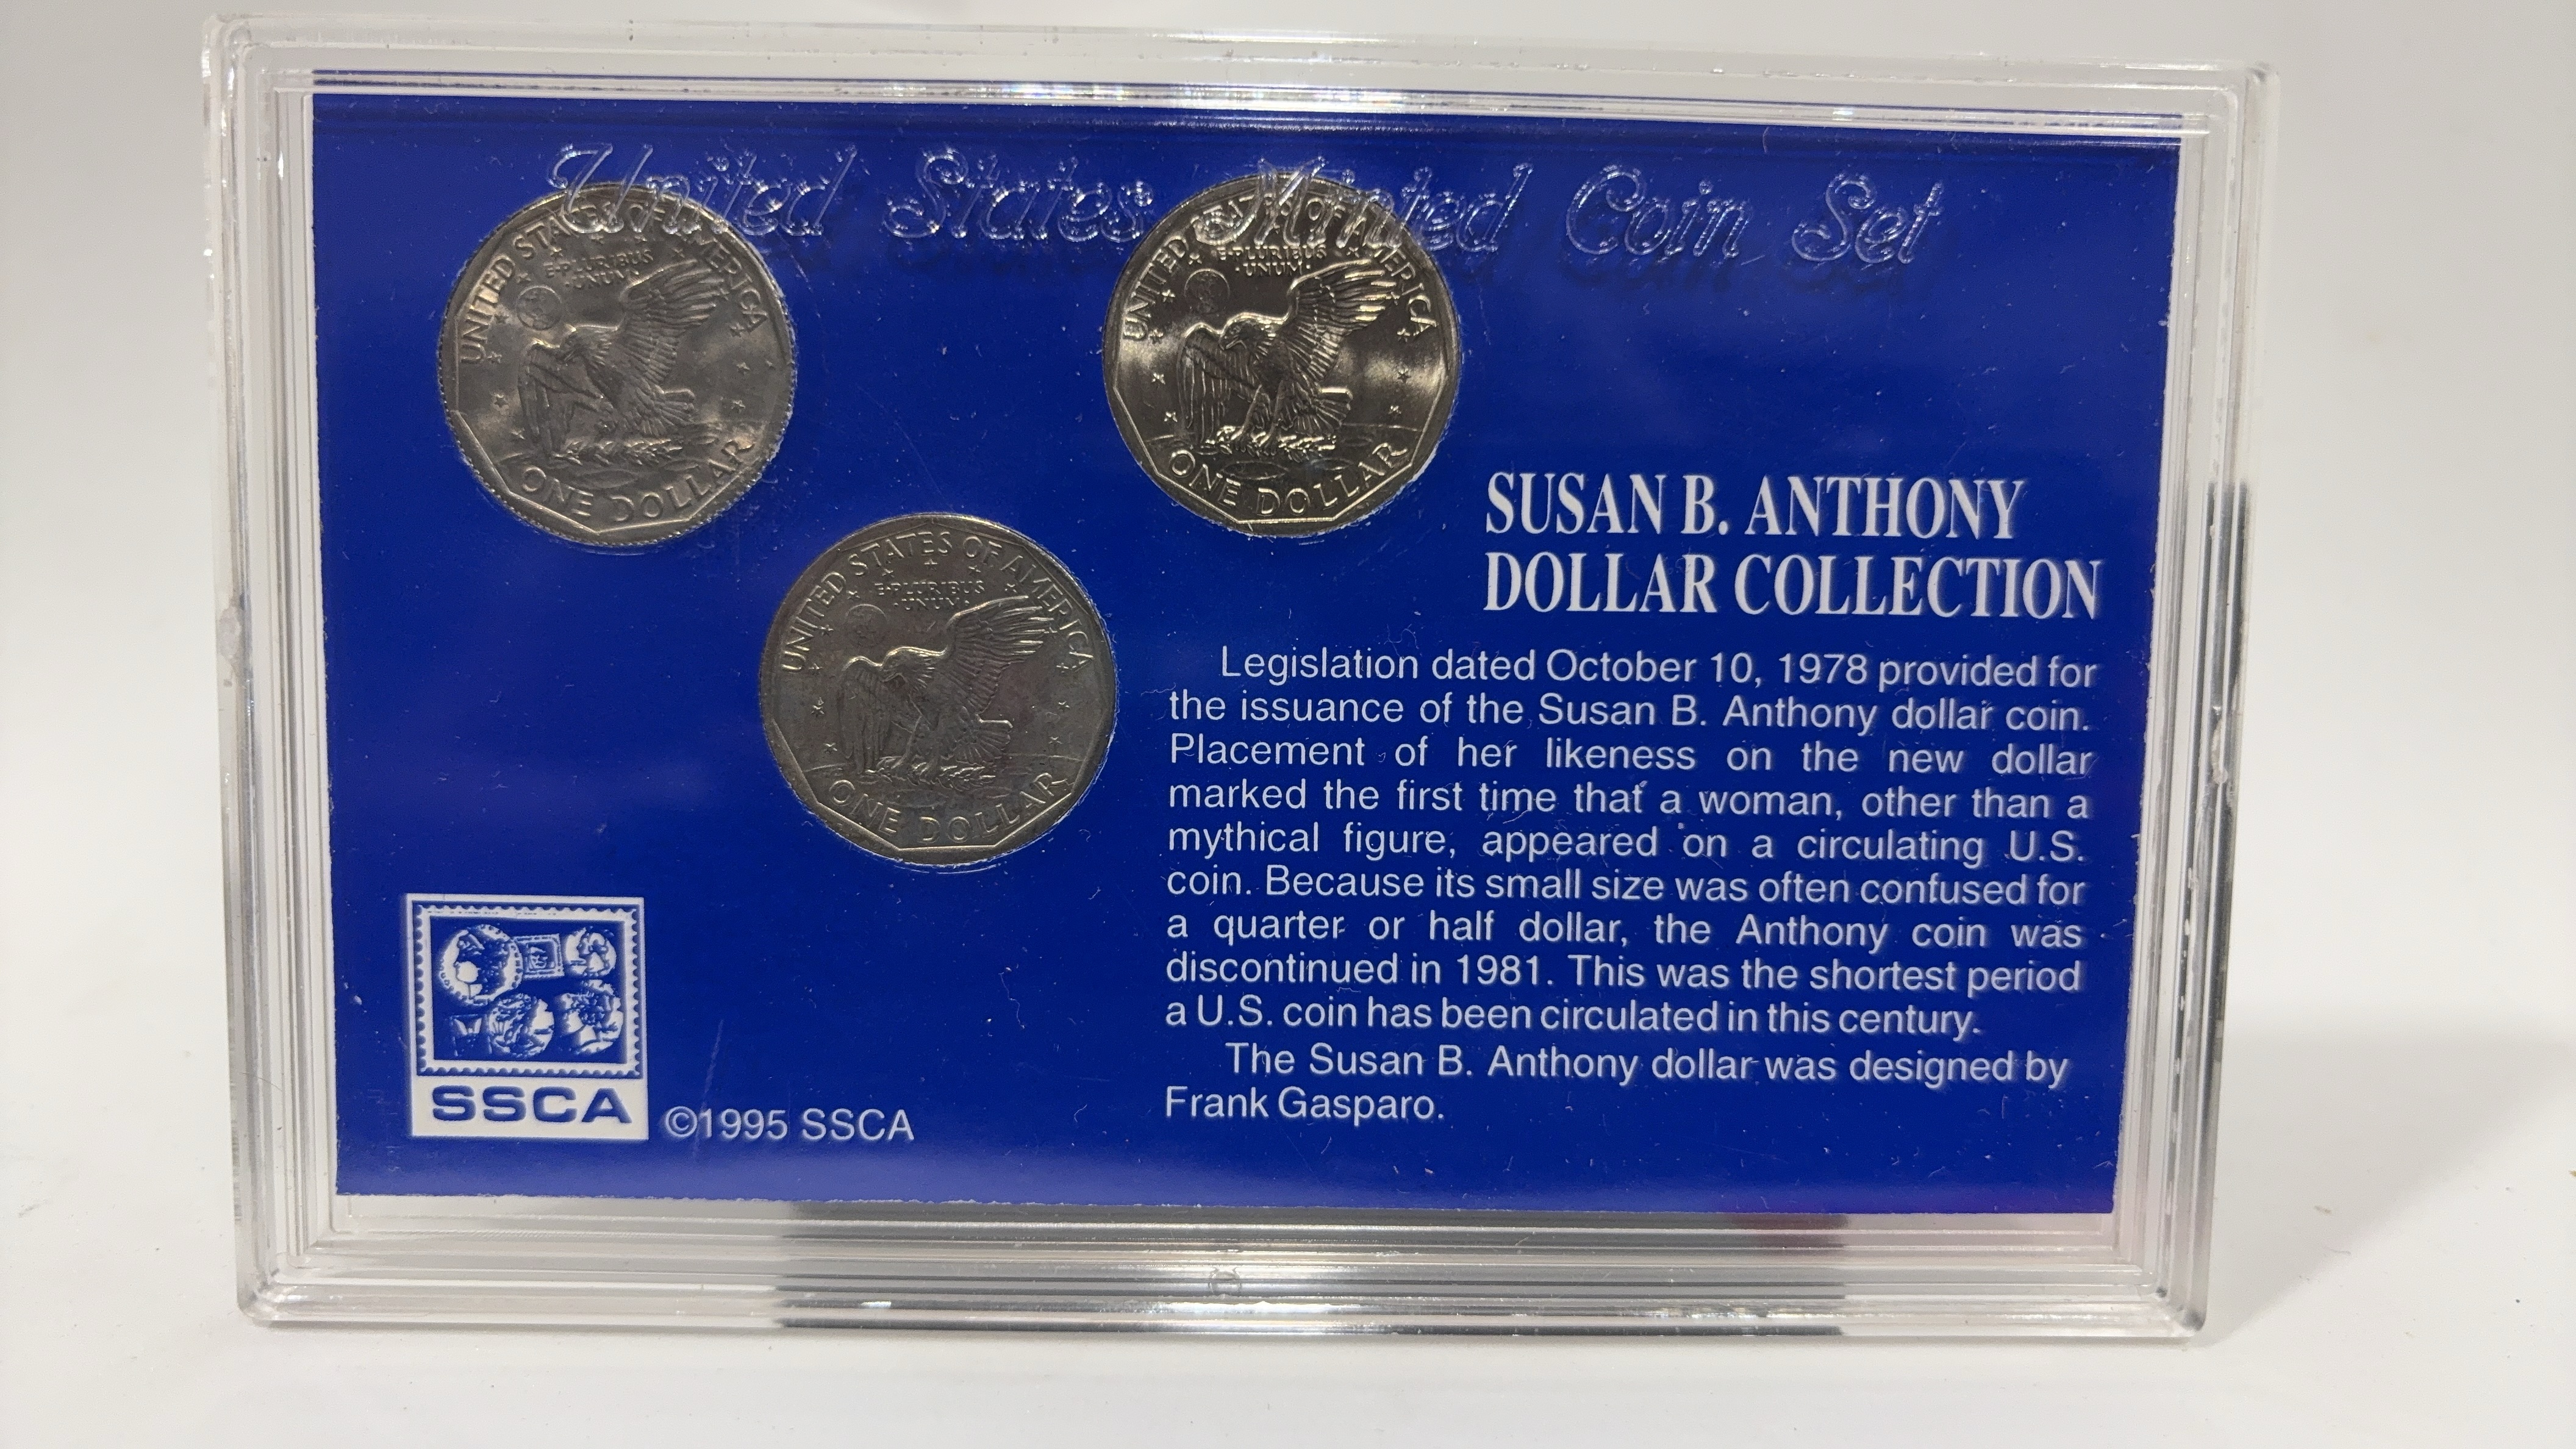 United States Minted Coin Set
UNITED STATES OF AMERICA
E·PLURIBUS
·UNUM·
ONE DOLLAR
UNITED STATES OF AMERICA
E·PLURIBUS
·UNUM·
ONE DOLLAR
UNITED STATES OF AMERICA
E·PLURIBUS
·UNUM·
ONE DOLLAR
SUSAN B. ANTHONY
DOLLAR COLLECTION
Legislation dated October 10, 1978 provided for
the issuance of the Susan B. Anthony dollar coin.
Placement of her likeness on the new dollar
marked the first time that a woman, other than a
mythical figure, appeared on a circulating U.S.
coin. Because its small size was often confused for
a quarter or half dollar, the Anthony coin was
discontinued in 1981. This was the shortest period
a U.S. coin has been circulated in this century.
The Susan B. Anthony dollar was designed by
Frank Gasparo.
SSCA
©1995 SSCA